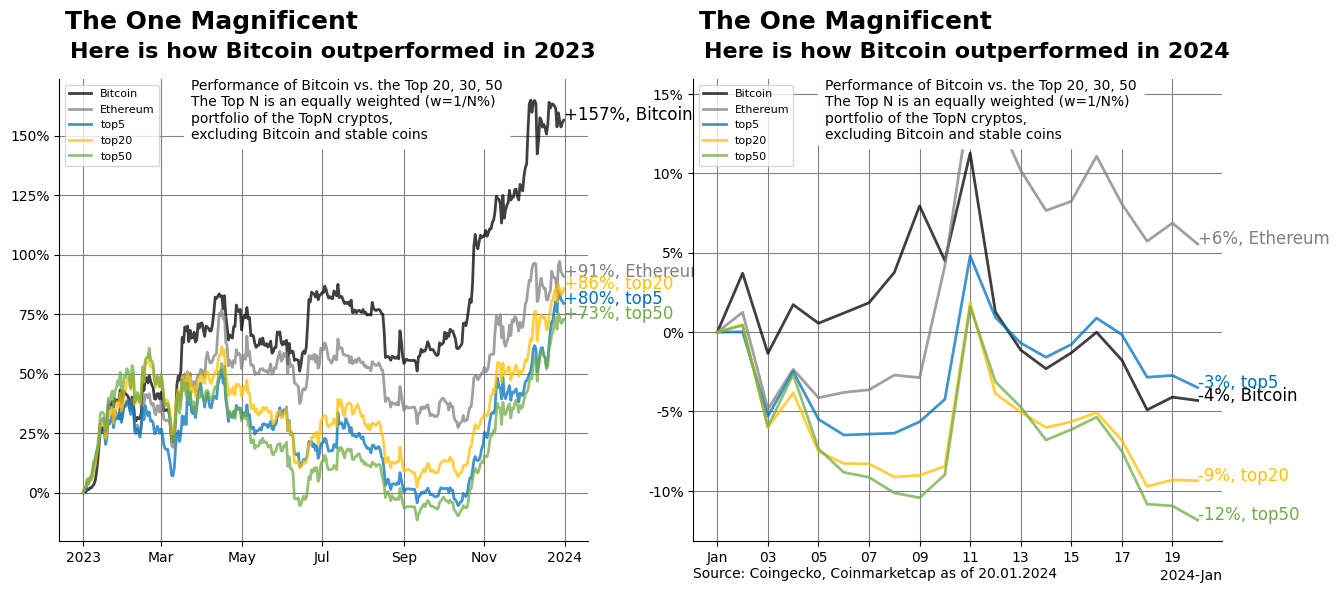 The One Magnificent
Here is how Bitcoin outperformed in 2023
Performance of Bitcoin vs. the Top 20, 30, 50
The Top N is an equally weighted (w=1/N%)
portfolio of the TopN cryptos,
excluding Bitcoin and stable coins
Bitcoin
Ethereum
top5
top20
top50
150%
125%
100%
75%
50%
25%
0%
+157%, Bitcoin
+91%, Ethereur
+86%, top20
+80%, top5
+73%, top50
2023
Mar
May
Jul
Sep
Nov
2024
The One Magnificent
Here is how Bitcoin outperformed in 2024
Performance of Bitcoin vs. the Top 20, 30, 50
The Top N is an equally weighted (w=1/N%)
portfolio of the TopN cryptos,
excluding Bitcoin and stable coins
Bitcoin
Ethereum
top5
top20
top50
15%
10%
5%
0%
-5%
-10%
+6%, Ethereum
-3%, top5
-4%, Bitcoin
-9%, top20
-12%, top50
Jan
03
05
07
09
11
13
15
17
19
2024-Jan
Source: Coingecko, Coinmarketcap as of 20.01.2024